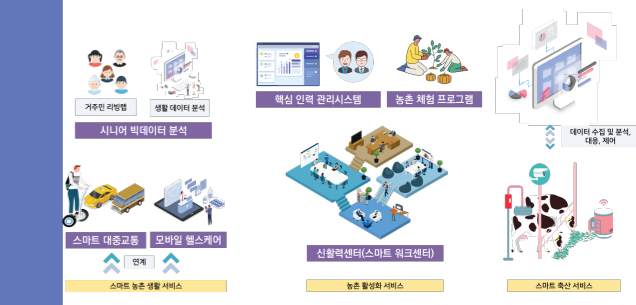 거주민 리빙랩
생활 데이터 분석
시니어 빅데이터 분석
스마트 대중교통
모바일 헬스케어
연계
스마트 농촌 생활 서비스
핵심 인력 관리시스템
농촌 체험 프로그램
신활력센터(스마트 워크센터)
농촌 활성화 서비스
데이터 수집 및 분석,
대응, 제어
스마트 축산 서비스